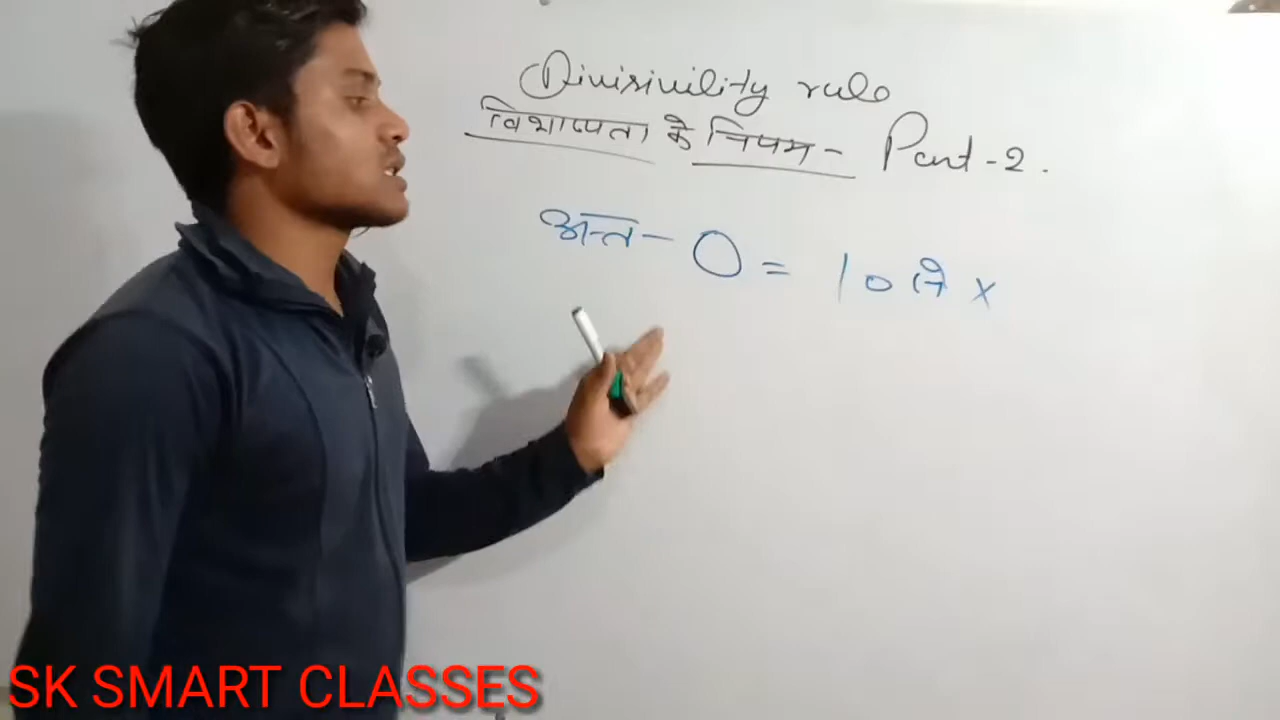 Divisivility rule
विभाज्यता के नियम - Part - 2.
अन्त - 0 = 10 से ×
SK SMART CLASSES